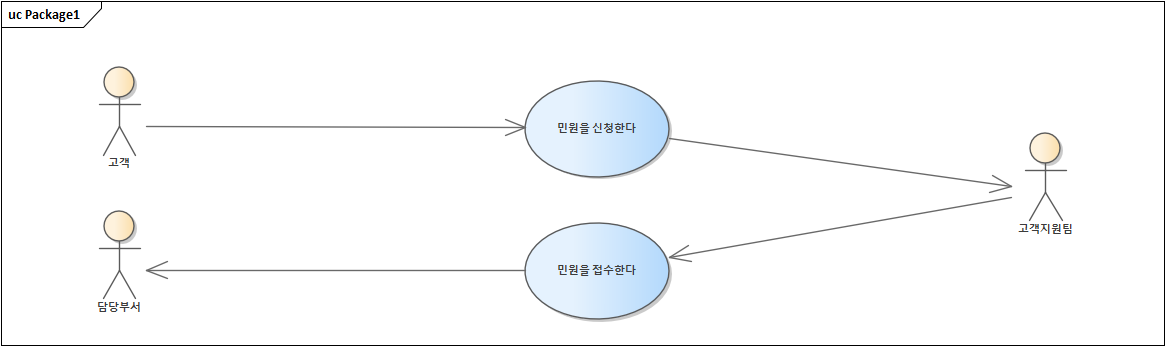 uc Package1
고객
민원을 신청한다
고객지원팀
담당부서
민원을 접수한다